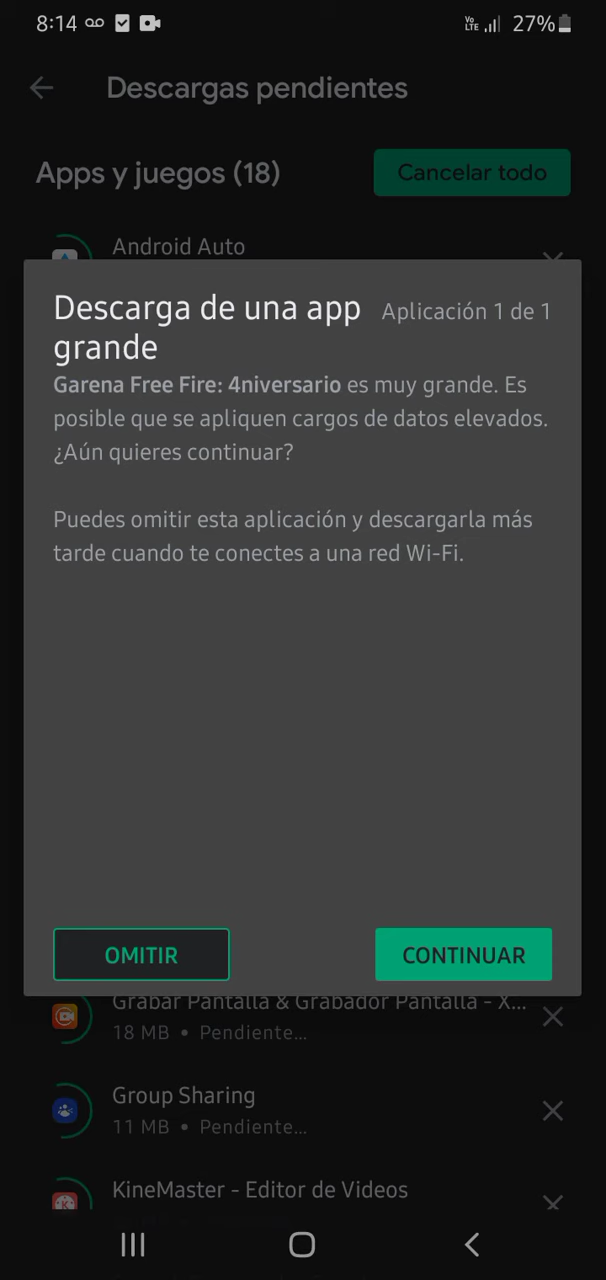 8:14
Vo LTE
27%
Descargas pendientes
Apps y juegos (18)
Cancelar todo
Android Auto
Descarga de una app grande
Aplicación 1 de 1
Garena Free Fire: 4niversario es muy grande. Es
posible que se apliquen cargos de datos elevados.
¿Aún quieres continuar?
Puedes omitir esta aplicación y descargarla más
tarde cuando te conectes a una red Wi-Fi.
OMITIR
CONTINUAR
Grabar Pantalla & Grabador Pantalla - X...
18 MB • Pendiente...
Group Sharing
11 MB • Pendiente...
KineMaster - Editor de Videos